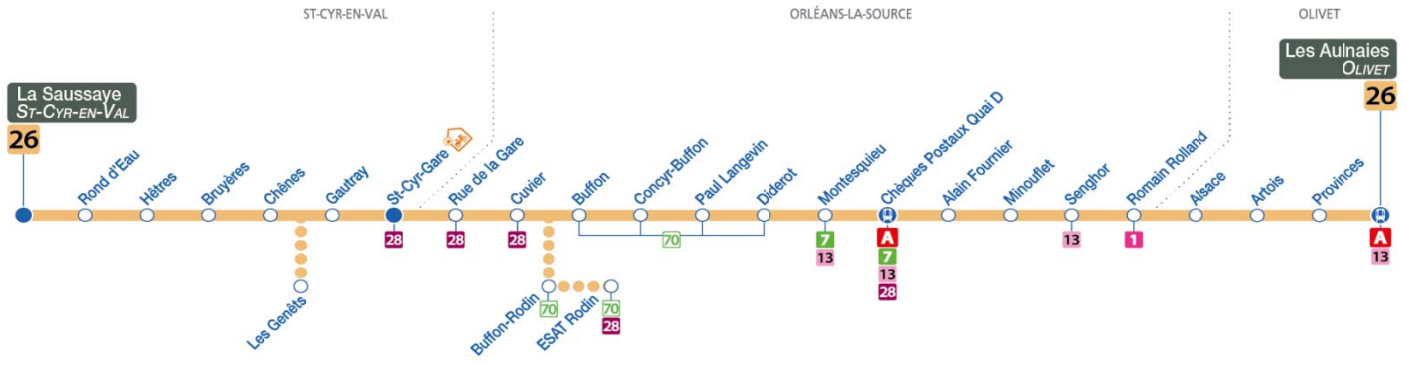 ST-CYR-EN-VAL
ORLÉANS-LA-SOURCE
OLIVET
La Saussaye
ST-CYR-EN-VAL
26
Les Aulnaies
OLIVET
26
Rond d'Eau
Hêtres
Bruyères
Chênes
Gautray
St-Cyr-Gare
Rue de la Gare
Cuvier
Buffon
Concyr-Buffon
Paul Langevin
Diderot
Montesquieu
Chèques Postaux Quai D
Alain Fournier
Minouflet
Senghor
Romain Rolland
Alsace
Artois
Provinces
28
28
28
70
7
13
A
7
13
28
13
1
A
13
Les Genêts
Buffon-Rodin
70
ESAT Rodin
70
28